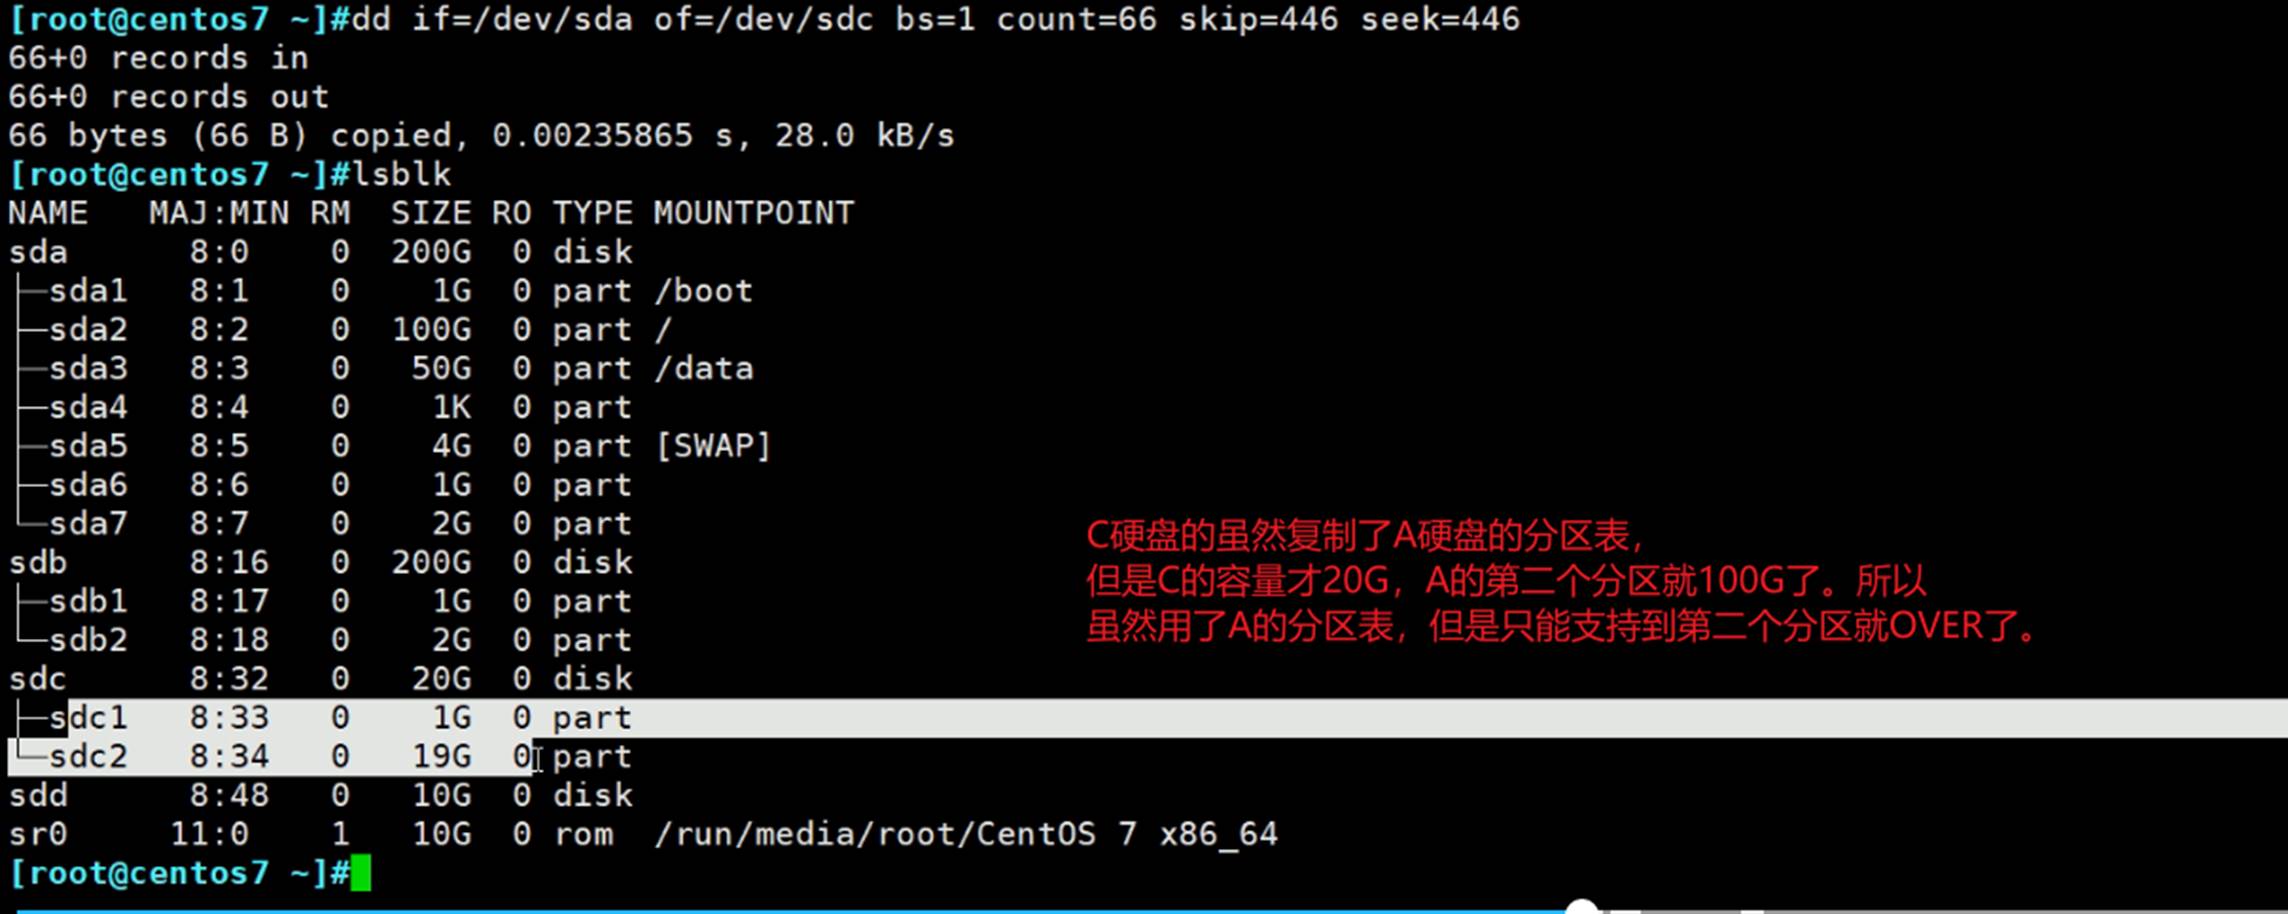 [root@centos7 ~]#dd if=/dev/sda of=/dev/sdc bs=1 count=66 skip=446 seek=446
66+0 records in
66+0 records out
66 bytes (66 B) copied, 0.00235865 s, 28.0 kB/s
[root@centos7 ~]#lsblk
NAME   MAJ:MIN RM  SIZE RO TYPE MOUNTPOINT
sda      8:0    0  200G  0 disk
├─sda1   8:1    0    1G  0 part /boot
├─sda2   8:2    0  100G  0 part /
├─sda3   8:3    0   50G  0 part /data
├─sda4   8:4    0    1K  0 part
├─sda5   8:5    0    4G  0 part [SWAP]
├─sda6   8:6    0    1G  0 part
└─sda7   8:7    0    2G  0 part
sdb      8:16   0  200G  0 disk
├─sdb1   8:17   0    1G  0 part
└─sdb2   8:18   0    2G  0 part
sdc      8:32   0   20G  0 disk
├─sdc1   8:33   0    1G  0 part
└─sdc2   8:34   0   19G  0 part
sdd      8:48   0   10G  0 disk
sr0     11:0    1   10G  0 rom  /run/media/root/CentOS 7 x86_64
[root@centos7 ~]#
C硬盘的虽然复制了A硬盘的分区表，
但是C的容量才20G，A的第二个分区就100G了。所以
虽然用了A的分区表，但是只能支持到第二个分区就OVER了。